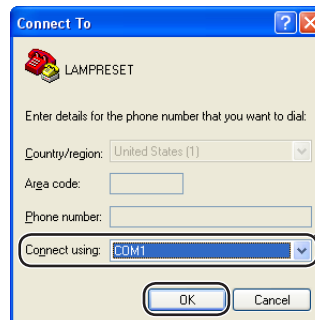 Connect To
LAMPRESET
Enter details for the phone number that you want to dial:
Country/region: United States (1)
Area code:
Phone number:
Connect using: COM1
OK Cancel